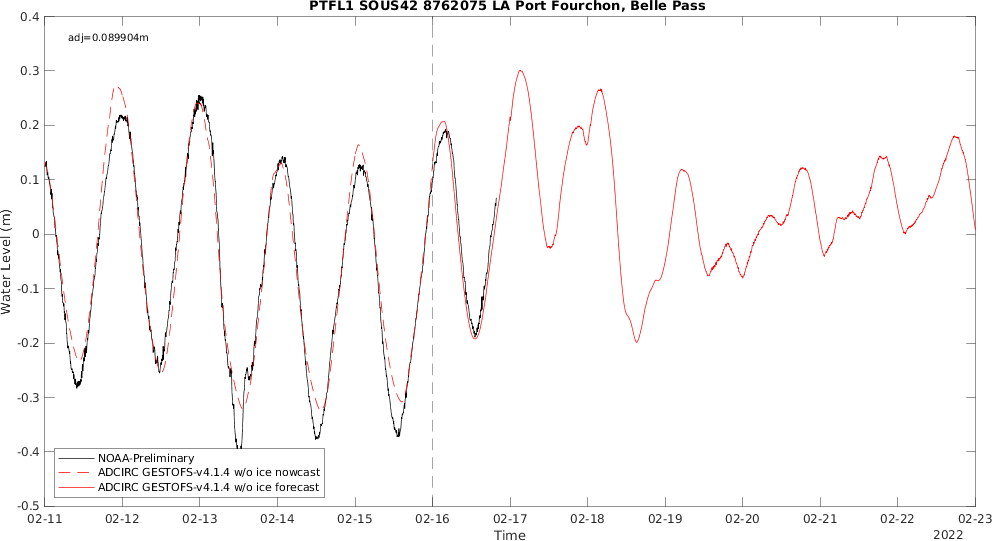 PTFL1 SOUS42 8762075 LA Port Fourchon, Belle Pass
adj=0.089904m
0.4
0.3
0.2
0.1
0
-0.1
-0.2
-0.3
-0.4
-0.5
Water Level (m)
NOAA-Preliminary
ADCIRC GESTOFS-v4.1.4 w/o ice nowcast
ADCIRC GESTOFS-v4.1.4 w/o ice forecast
02-11 02-12 02-13 02-14 02-15 02-16 02-17 02-18 02-19 02-20 02-21 02-22 02-23
Time
2022